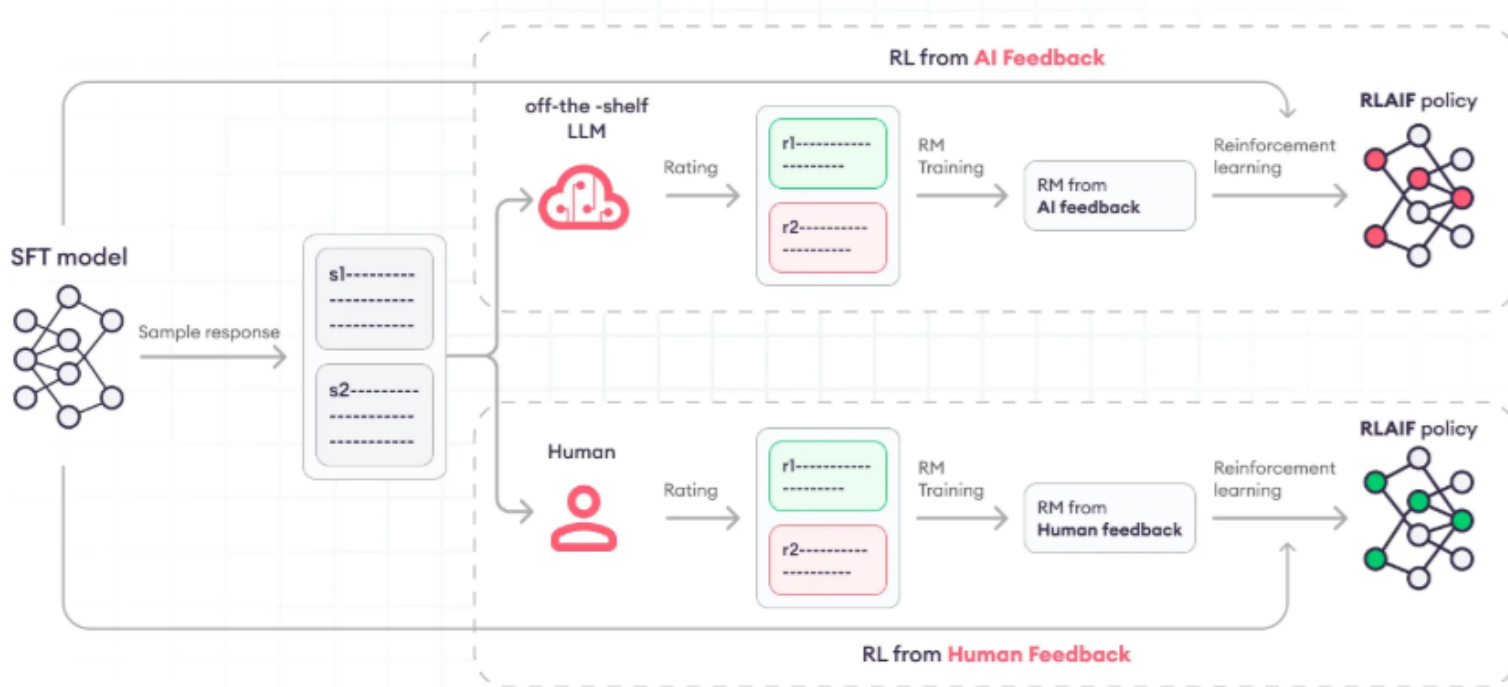 RL from AI Feedback
off-the -shelf
LLM
RLAIF policy
r1------------
---------
Rating
RM
Training
Reinforcement
learning
RM from
AI feedback
r2-----------
----------
SFT model
s1---------
-----------
-----------
Sample response
s2---------
-----------
-----------
Human
RLAIF policy
r1------------
---------
Rating
RM
Training
Reinforcement
learning
RM from
Human feedback
r2-----------
----------
RL from Human Feedback